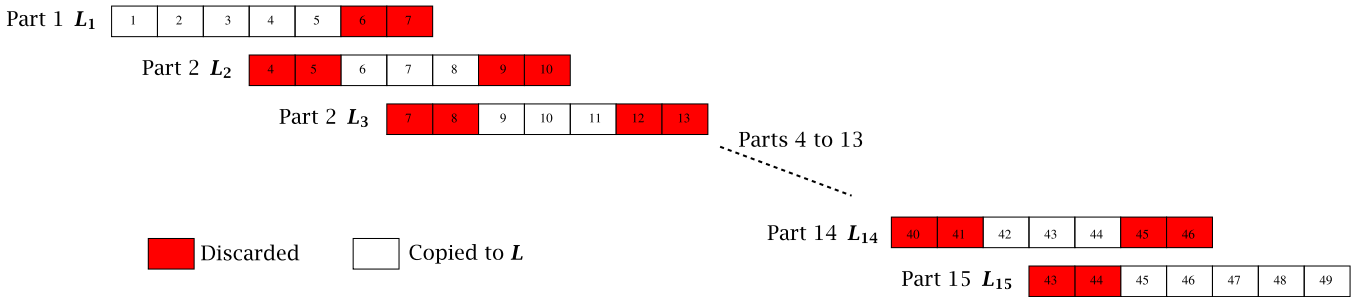 Part 1 L1 1 2 3 4 5 6 7
Part 2 L2 4 5 6 7 8 9 10
Part 2 L3 7 8 9 10 11 12 13
Parts 4 to 13
Part 14 L14 40 41 42 43 44 45 46
Discarded Copied to L
Part 15 L15 43 44 45 46 47 48 49